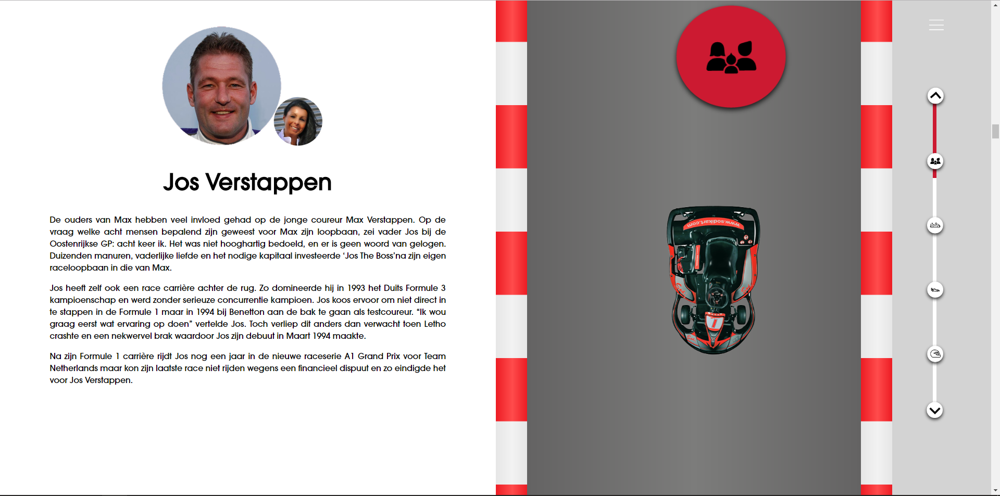 Jos Verstappen
De ouders van Max hebben veel invloed gehad op de jonge coureur Max Verstappen. Op de
vraag welke acht mensen bepalend zijn geweest voor Max zijn loopbaan, zei vader Jos bij de
Oostenrijkse GP: acht keer ik. Het was niet hooghartig bedoeld, en er is geen woord van gelogen.
Duizenden manuren, vaderlijke liefde en het nodige kapitaal investeerde ‘Jos The Boss’na zijn eigen
raceloopbaan in die van Max.
Jos heeft zelf ook een race carrière achter de rug. Zo domineerde hij in 1993 het Duits Formule 3
kampioenschap en werd zonder serieuze concurrentie kampioen. Jos koos ervoor om niet direct in
te stappen in de Formule 1 maar in 1994 bij Benetton aan de bak te gaan als testcoureur. “Ik wou
graag eerst wat ervaring op doen” vertelde Jos. Toch verliep dit anders dan verwacht toen Letho
crashte en een nekwervel brak waardoor Jos zijn debuut in Maart 1994 maakte.
Na zijn Formule 1 carrière rijdt Jos nog een jaar in de nieuwe raceserie A1 Grand Prix voor Team
Netherlands maar kon zijn laatste race niet rijden wegens een financieel dispuut en zo eindigde het
voor Jos Verstappen.
www.sodikart.com
1